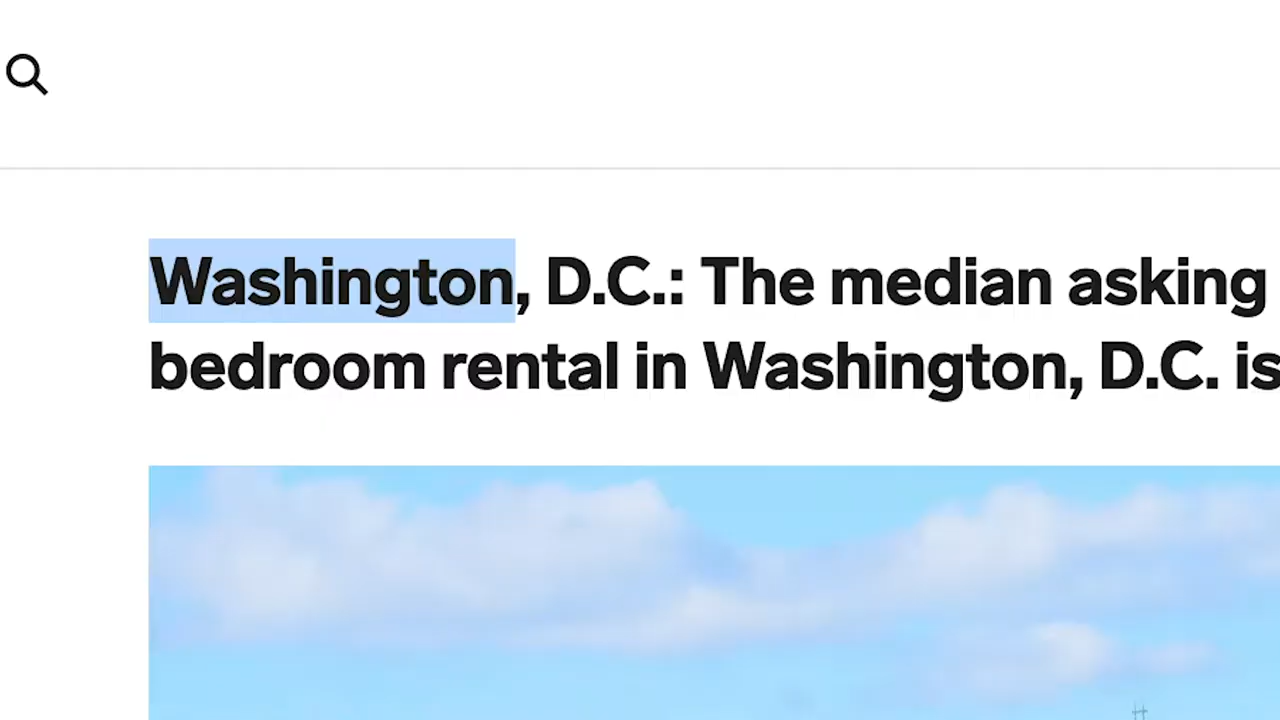 Washington, D.C.: The median asking
bedroom rental in Washington, D.C. is